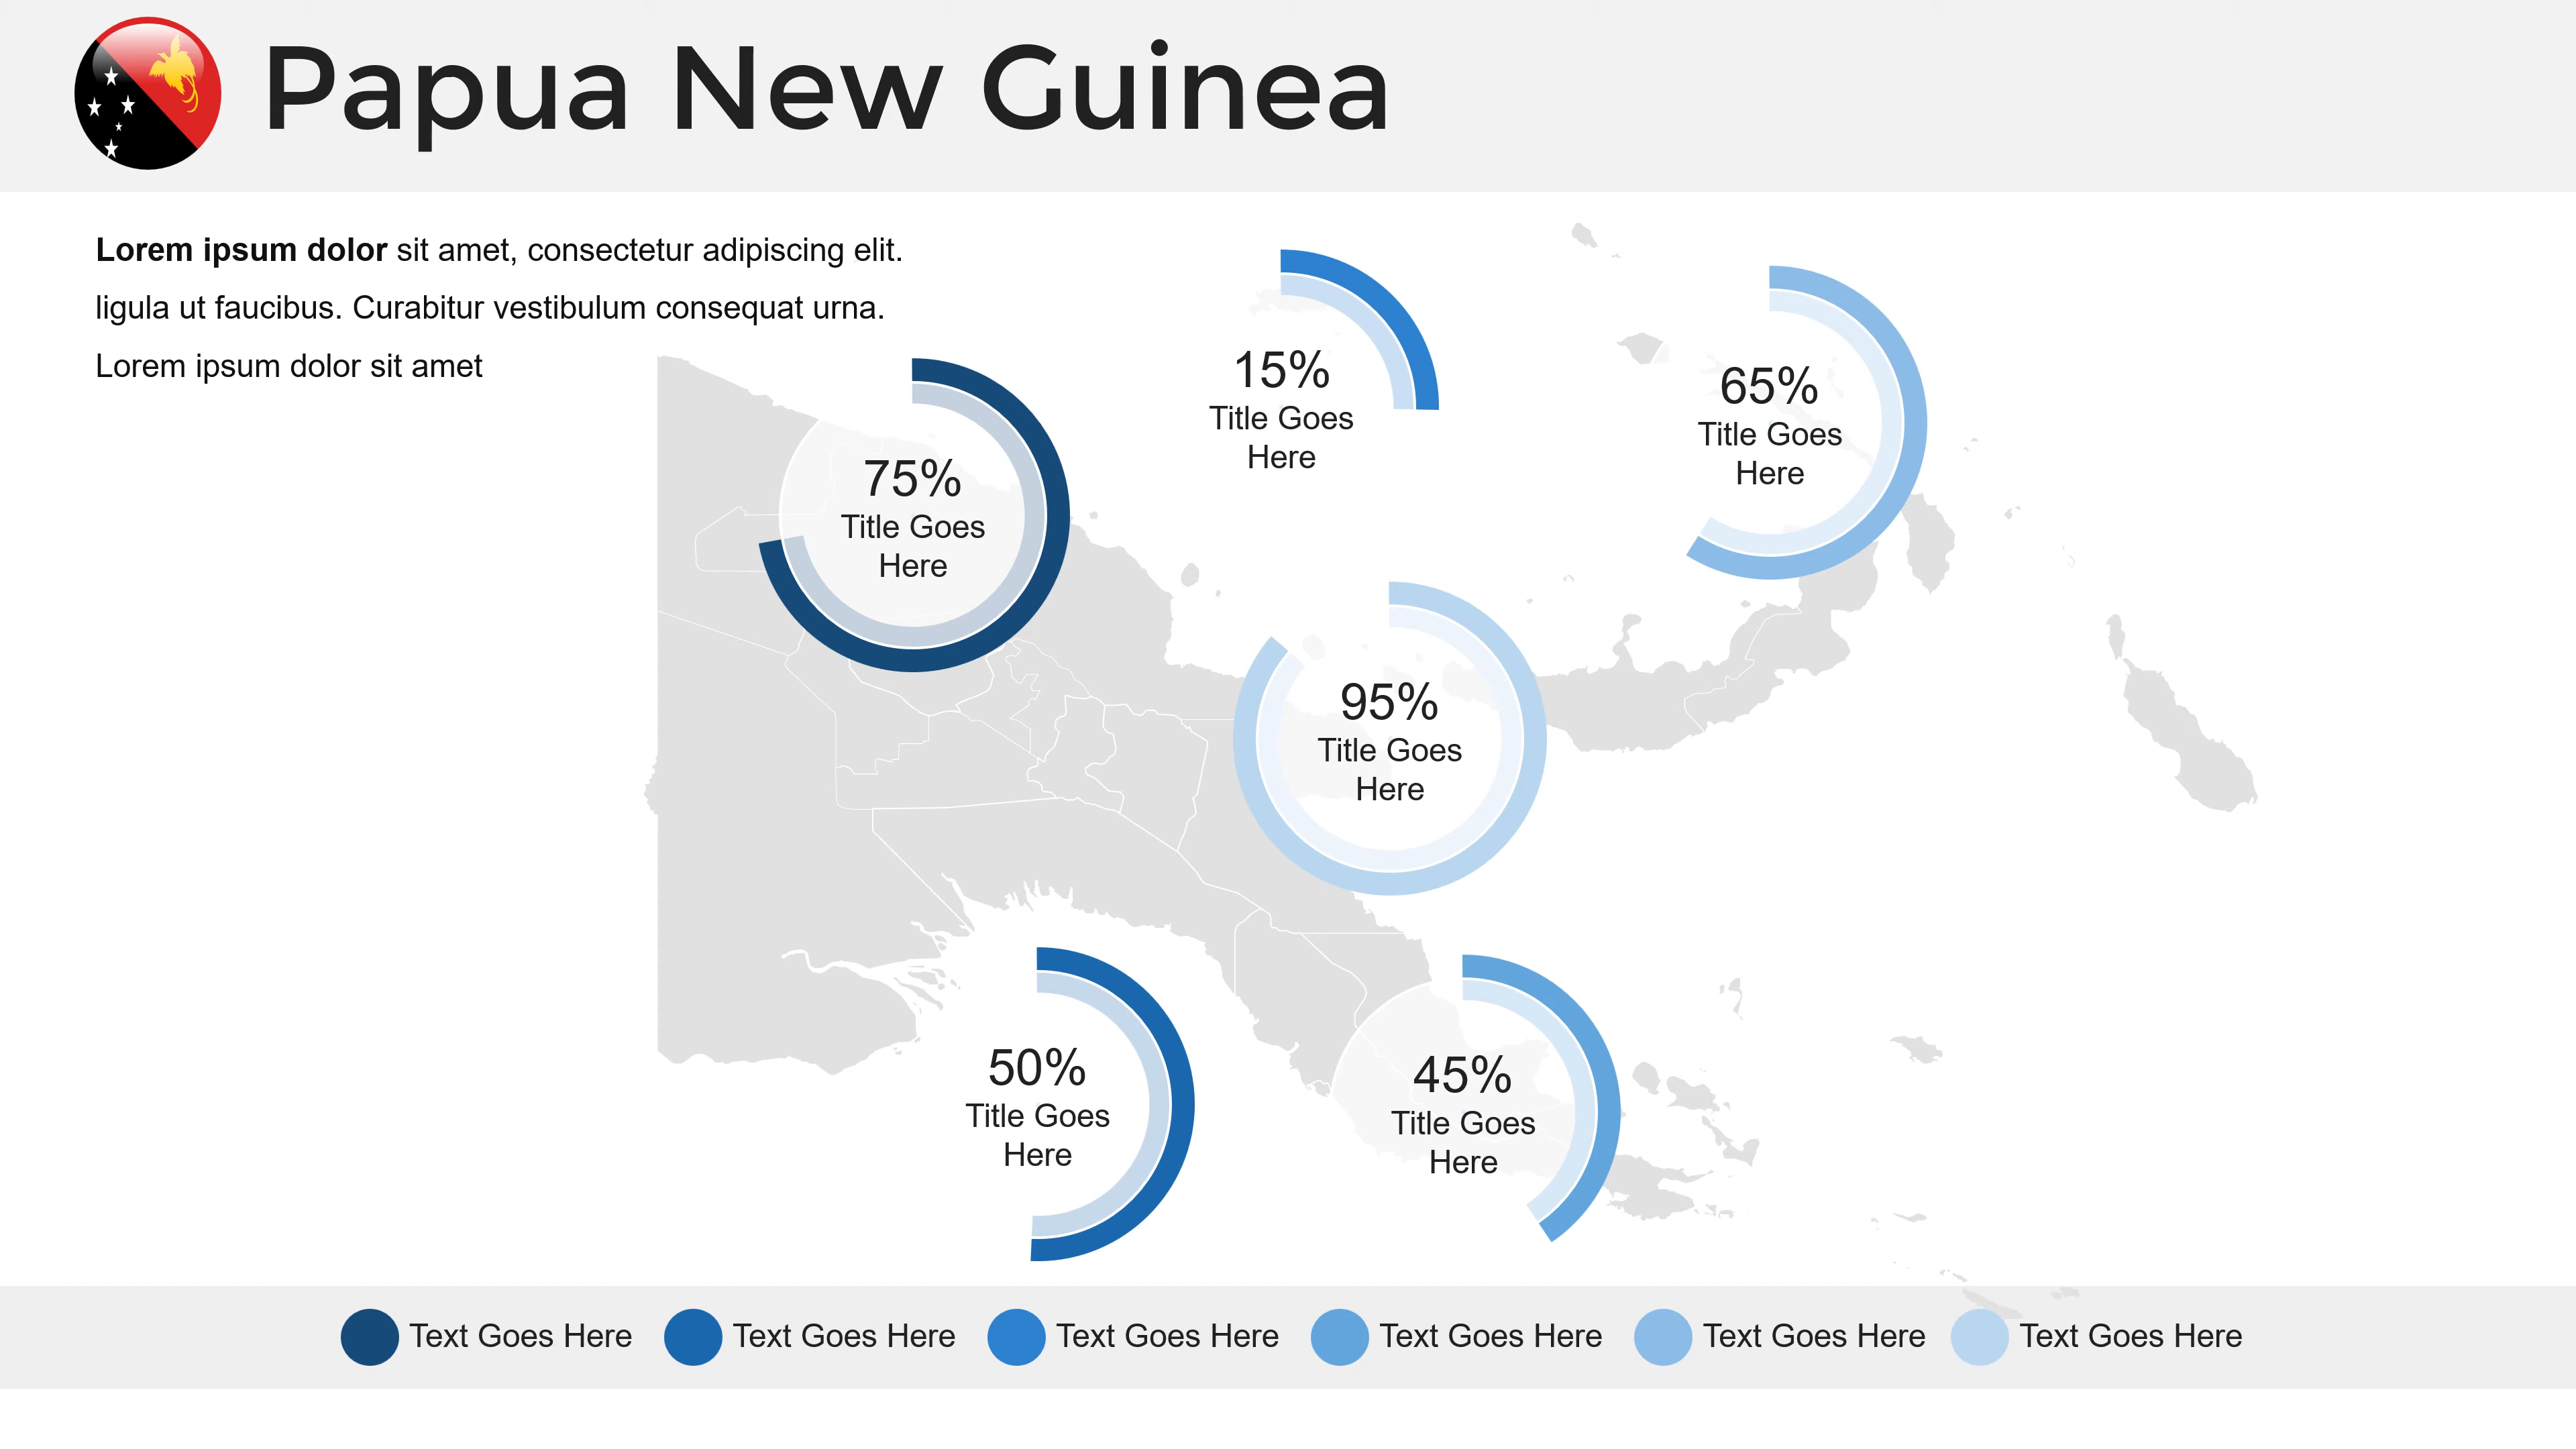 Papua New Guinea
Lorem ipsum dolor sit amet, consectetur adipiscing elit.
ligula ut faucibus. Curabitur vestibulum consequat urna.
Lorem ipsum dolor sit amet
15%
Title Goes
Here
65%
Title Goes
Here
75%
Title Goes
Here
95%
Title Goes
Here
50%
Title Goes
Here
45%
Title Goes
Here
Text Goes Here
Text Goes Here
Text Goes Here
Text Goes Here
Text Goes Here
Text Goes Here